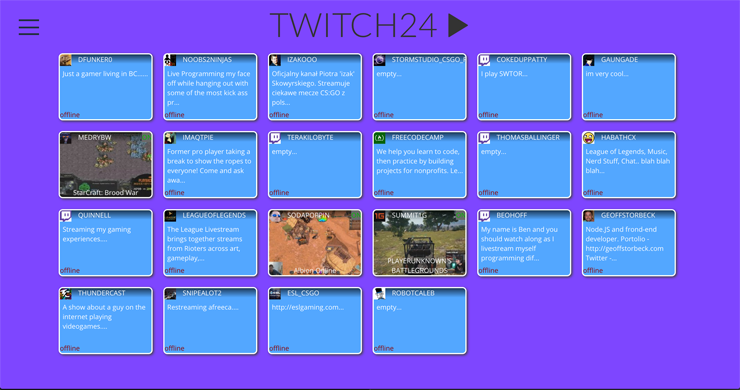 TWITCH24
DFUNKER0
Just a gamer living in BC......
offline
NOOBS2NINJAS
Live Programming my face
off while hanging out with
some of the most kick ass
pr...
offline
IZAKOOO
Oficjalny kanał Piotra 'izak'
Skowyrskiego. Streamuje
ciekawe mecze CS:GO z
pols...
offline
STORMSTUDIO_CSGO_R
empty...
offline
COKEDUPPATTY
I play SWTOR...
offline
GAUNGADE
im very cool...
offline
MEDRYBW
StarCraft: Brood War
IMAQTPIE
Former pro player taking a
break to show the ropes to
everyone! Come and ask
awa...
offline
TERAKILOBYTE
empty...
offline
FREECODECAMP
We help you learn to code,
then practice by building
projects for nonprofits. Le...
offline
THOMASBALLINGER
empty...
offline
HABATHCX
League of Legends, Music,
Nerd Stuff, Chat.. blah blah
blah...
offline
QUINNELL
Streaming my gaming
experiences....
offline
LEAGUEOFLEGENDS
The League Livestream
brings together streams
from Rioters across art,
gameplay,...
offline
SODAPOPPIN
Albion Online
SUMMIT1G
PLAYERUNKNOWN'S
BATTLEGROUNDS
BEOHOFF
My name is Ben and you
should watch along as I
livestream myself
programming dif...
offline
GEOFFSTORBECK
Node.JS and frond-end
developer. Portolio -
http://geoffstorbeck.com
Twitter -...
offline
THUNDERCAST
A show about a guy on the
internet playing
videogames....
offline
SNIPEALOT2
Restreaming afreeca....
offline
ESL_CSGO
http://eslgaming.com...
offline
ROBOTCALEB
empty...
offline